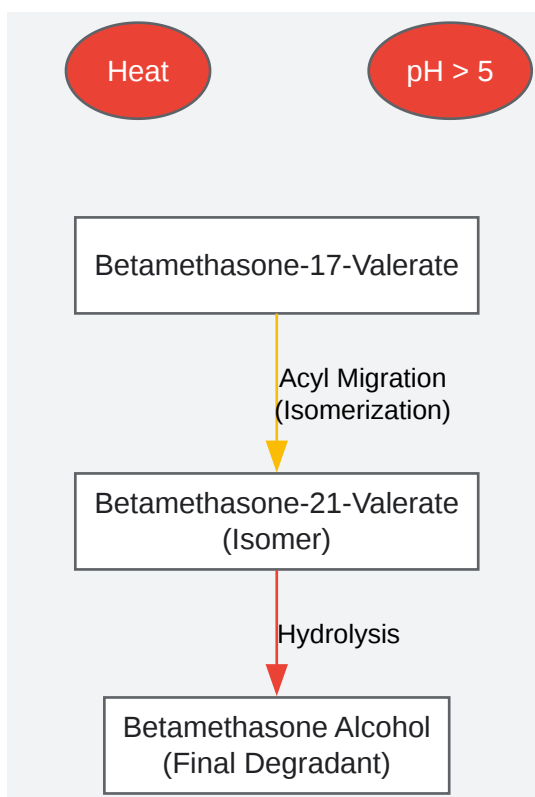 Heat
pH > 5
Betamethasone-17-Valerate
Acyl Migration
(Isomerization)
Betamethasone-21-Valerate
(Isomer)
Hydrolysis
Betamethasone Alcohol
(Final Degradant)